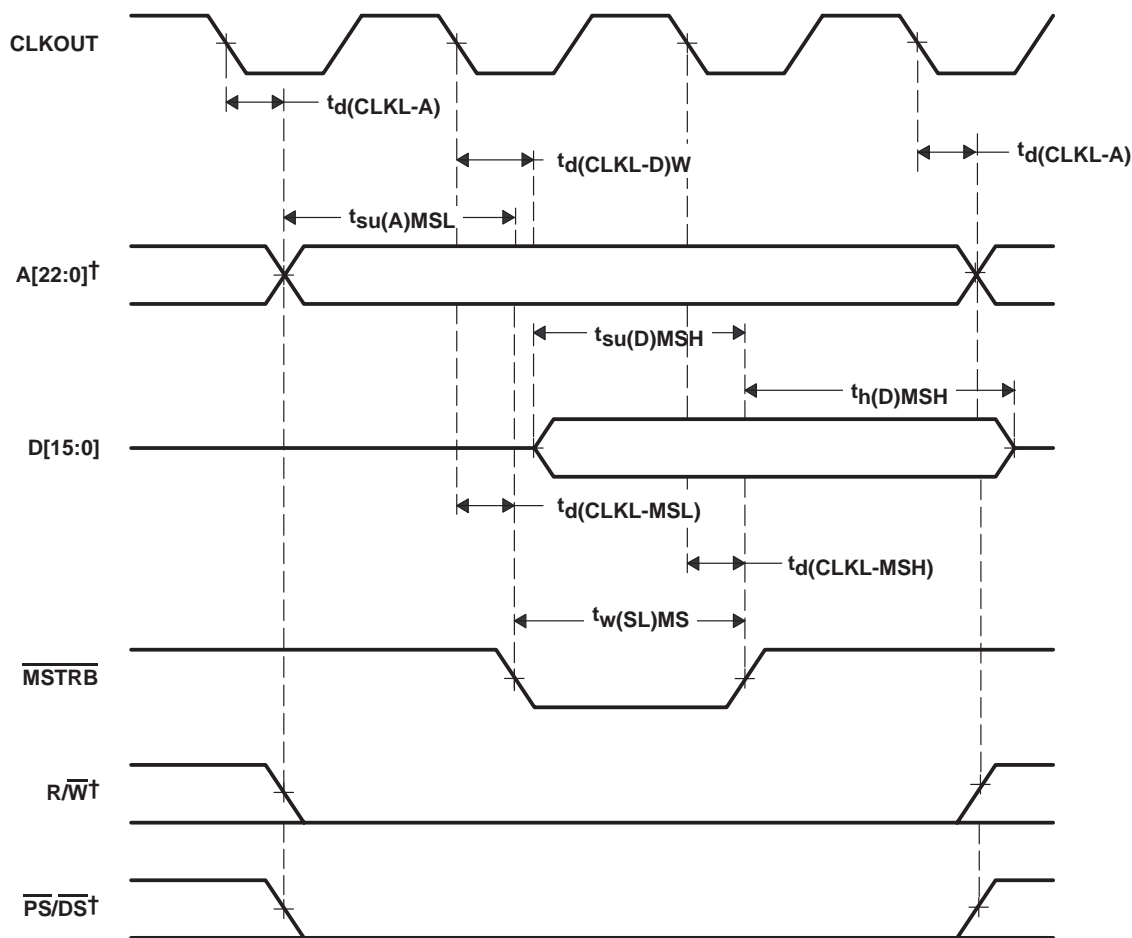 CLKOUT
td(CLKL-A)
td(CLKL-D)W
td(CLKL-A)
tsu(A)MSL
A[22:0]†
tsu(D)MSH
th(D)MSH
D[15:0]
td(CLKL-MSL)
td(CLKL-MSH)
tw(SL)MS
MSTRB
R/W†
PS/DS†